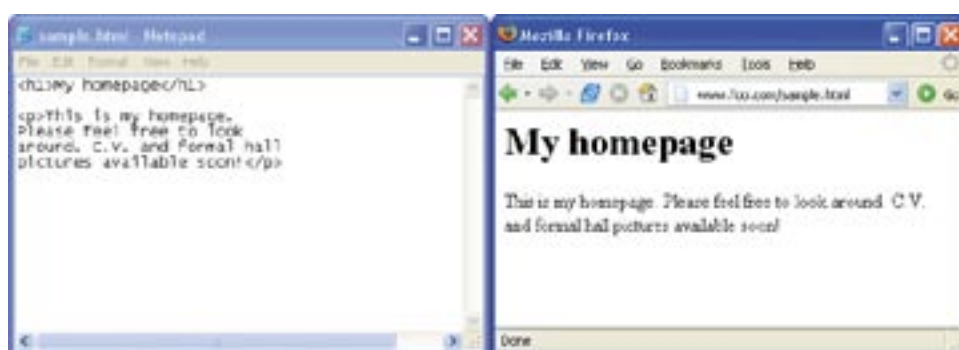 sample.html - Notepad
File Edit Format View Help
<h1>My homepage</h1>
<p>This is my homepage.
Please feel free to look
around. C.V. and formal hall
pictures available soon!</p>
Mozilla Firefox
File Edit View Go Bookmarks Tools Help
Go
My homepage
This is my homepage. Please feel free to look around. C.V.
and formal hall pictures available soon!
Done